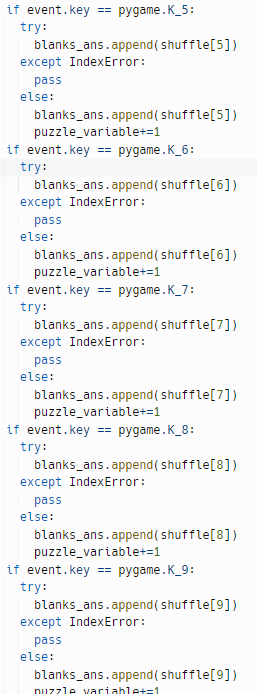 if event.key == pygame.K_5:
  try:
    blanks_ans.append(shuffle[5])
  except IndexError:
    pass
  else:
    blanks_ans.append(shuffle[5])
    puzzle_variable+=1
if event.key == pygame.K_6:
  try:
    blanks_ans.append(shuffle[6])
  except IndexError:
    pass
  else:
    blanks_ans.append(shuffle[6])
    puzzle_variable+=1
if event.key == pygame.K_7:
  try:
    blanks_ans.append(shuffle[7])
  except IndexError:
    pass
  else:
    blanks_ans.append(shuffle[7])
    puzzle_variable+=1
if event.key == pygame.K_8:
  try:
    blanks_ans.append(shuffle[8])
  except IndexError:
    pass
  else:
    blanks_ans.append(shuffle[8])
    puzzle_variable+=1
if event.key == pygame.K_9:
  try:
    blanks_ans.append(shuffle[9])
  except IndexError:
    pass
  else:
    blanks_ans.append(shuffle[9])
    puzzle_variable+=1